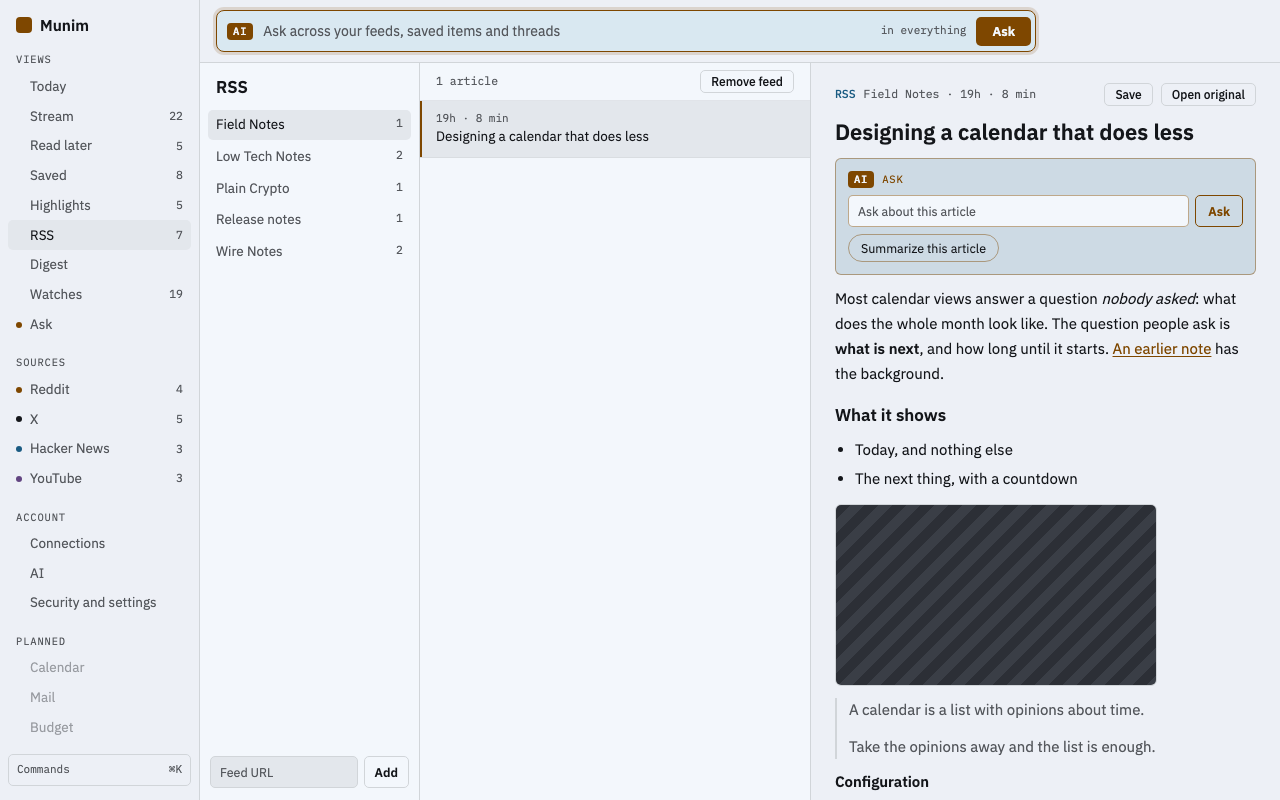 Munim
VIEWS
Today
Stream 22
Read later 5
Saved 8
Highlights 5
RSS 7
Digest
Watches 19
Ask
SOURCES
Reddit 4
X 5
Hacker News 3
YouTube 3
ACCOUNT
Connections
AI
Security and settings
PLANNED
Calendar
Mail
Budget
Commands ⌘K
AI Ask across your feeds, saved items and threads in everything Ask
RSS
Field Notes 1
Low Tech Notes 2
Plain Crypto 1
Release notes 1
Wire Notes 2
Feed URL Add
1 article Remove feed
19h · 8 min
Designing a calendar that does less
RSS Field Notes · 19h · 8 min Save Open original
Designing a calendar that does less
AI ASK
Ask about this article Ask
Summarize this article
Most calendar views answer a question nobody asked: what
does the whole month look like. The question people ask is
what is next, and how long until it starts. An earlier note has
the background.
What it shows
• Today, and nothing else
• The next thing, with a countdown
A calendar is a list with opinions about time.
Take the opinions away and the list is enough.
Configuration